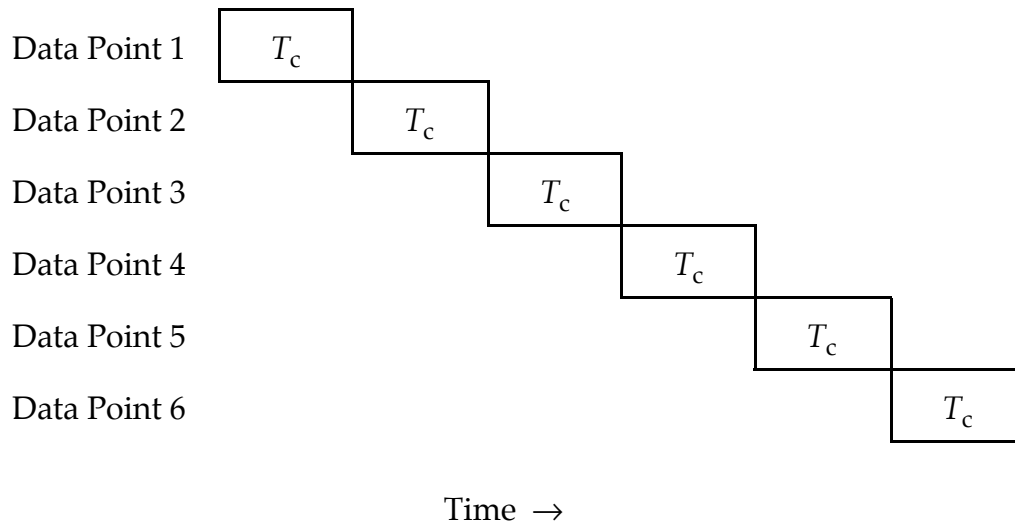 Data Point 1 T_c
Data Point 2 T_c
Data Point 3 T_c
Data Point 4 T_c
Data Point 5 T_c
Data Point 6 T_c
Time →